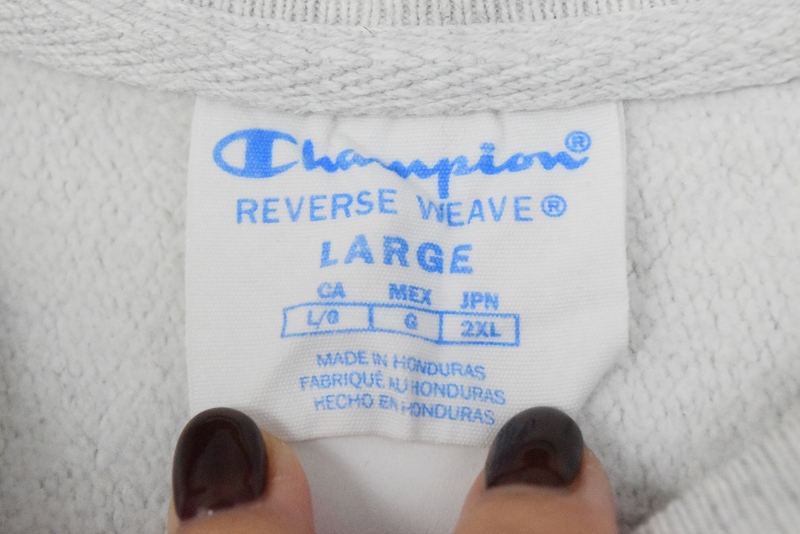 Champion®
REVERSE WEAVE®
LARGE
CA MEX JPN
L/G G 2XL
MADE IN HONDURAS
FABRIQUÉ AU HONDURAS
HECHO EN HONDURAS